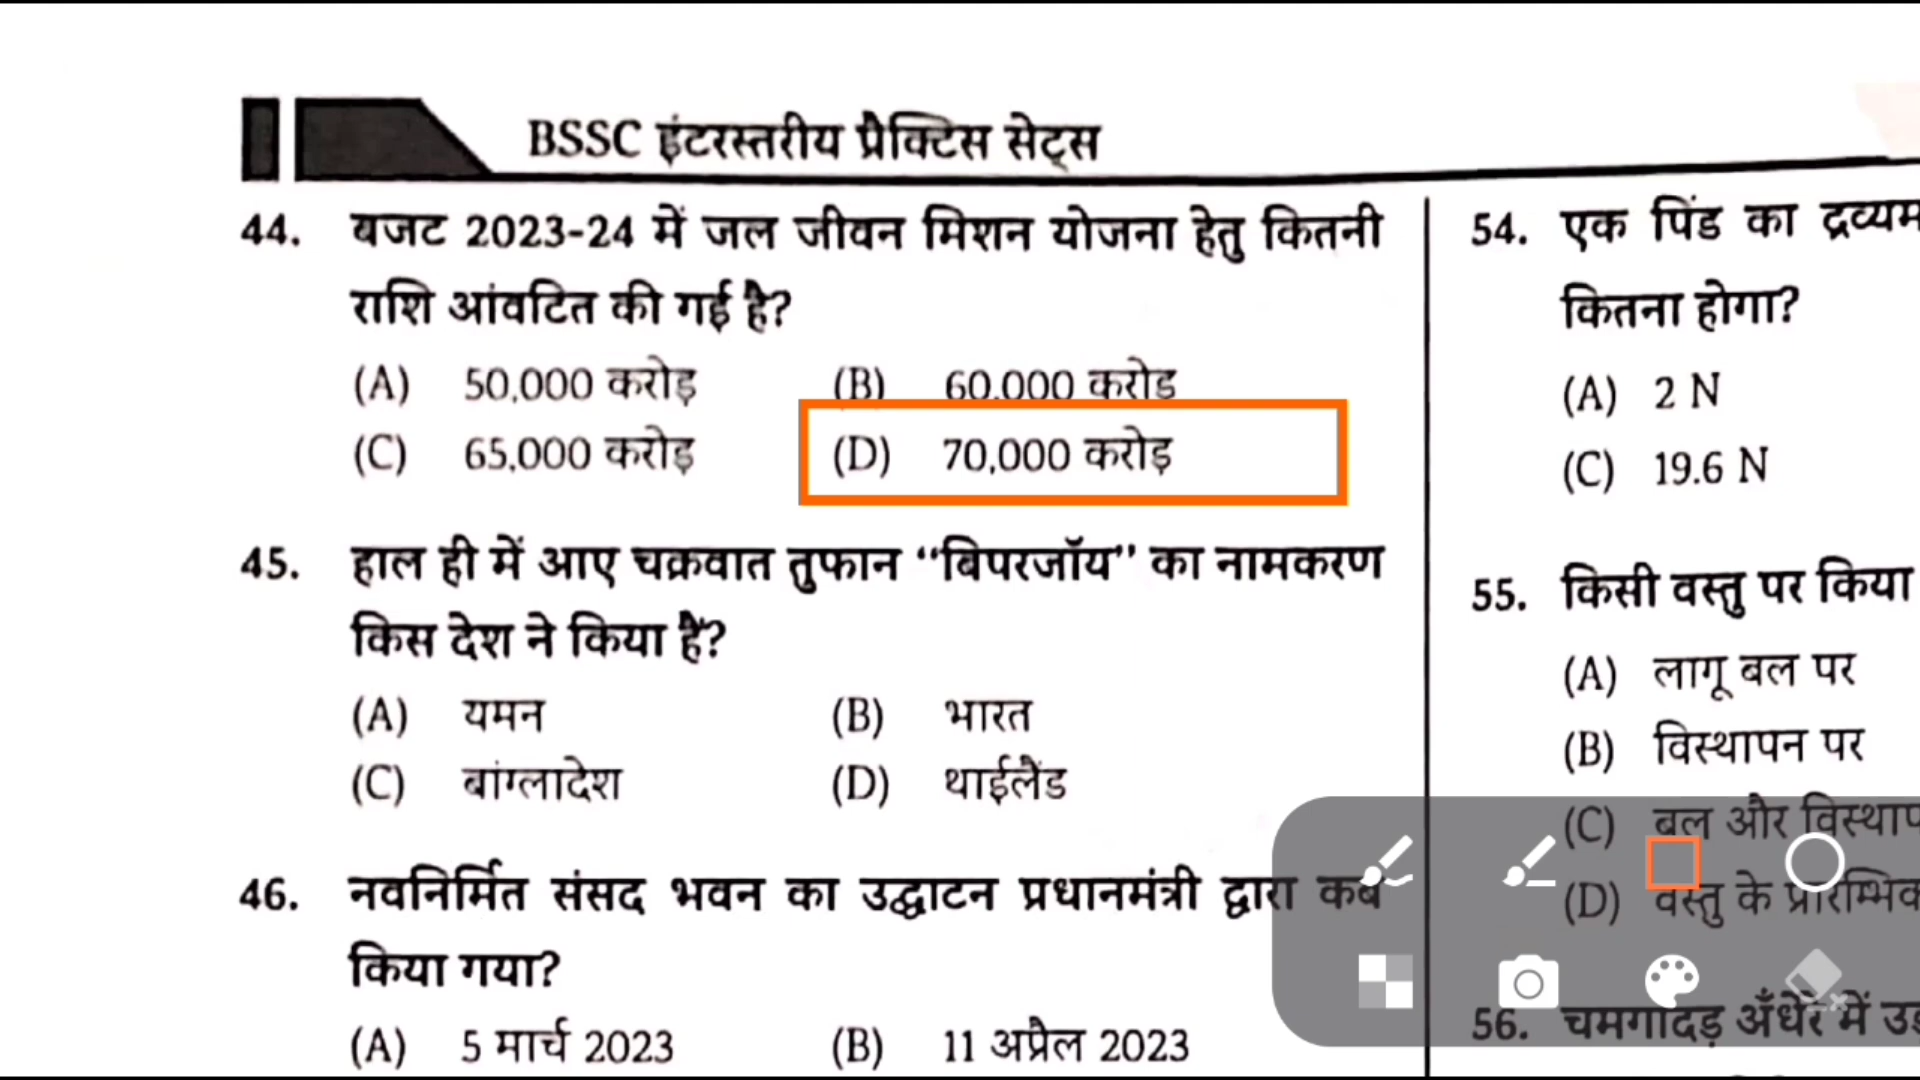 BSSC इंटरस्तरीय प्रैक्टिस सेट्स
44. बजट 2023-24 में जल जीवन मिशन योजना हेतु कितनी
राशि आंवटित की गई है?
(A) 50,000 करोड़ (B) 60,000 करोड़
(C) 65,000 करोड़ (D) 70,000 करोड़
45. हाल ही में आए चक्रवात तुफान “बिपरजॉय” का नामकरण
किस देश ने किया है?
(A) यमन (B) भारत
(C) बांग्लादेश (D) थाईलैंड
46. नवनिर्मित संसद भवन का उद्घाटन प्रधानमंत्री द्वारा कब
किया गया?
(A) 5 मार्च 2023 (B) 11 अप्रैल 2023
54. एक पिंड का
कितना होगा?
(A) 2 N
(C) 19.6 N
55. किसी वस्तु पर किया
(A) लागू बल पर
(B) विस्थापन पर
(C) बल और
(D) वस्तु के
56. चमगादड़ अँधेरे में